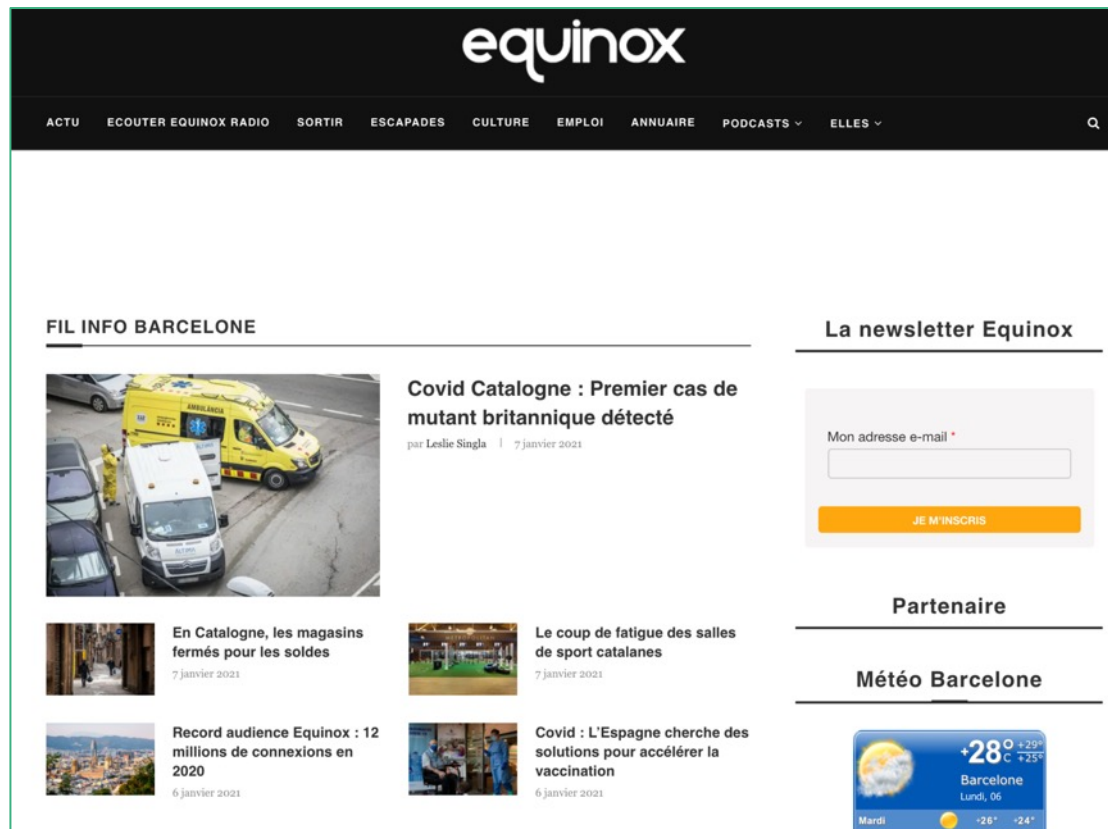 equinox
ACTU ECOUTER EQUINOX RADIO SORTIR ESCAPADES CULTURE EMPLOI ANNUAIRE PODCASTS ELLES
FIL INFO BARCELONE
AMBULÀNCIA
Covid Catalogne : Premier cas de
mutant britannique détecté
par Leslie Singla | 7 janvier 2021
En Catalogne, les magasins
fermés pour les soldes
7 janvier 2021
Le coup de fatigue des salles
de sport catalanes
7 janvier 2021
Record audience Equinox : 12
millions de connexions en
2020
6 janvier 2021
Covid : L'Espagne cherche des
solutions pour accélérer la
vaccination
6 janvier 2021
La newsletter Equinox
Mon adresse e-mail *
JE M'INSCRIS
Partenaire
Météo Barcelone
+28°C +29° +25°
Barcelone
Lundi, 06
Mardi +26° +24°